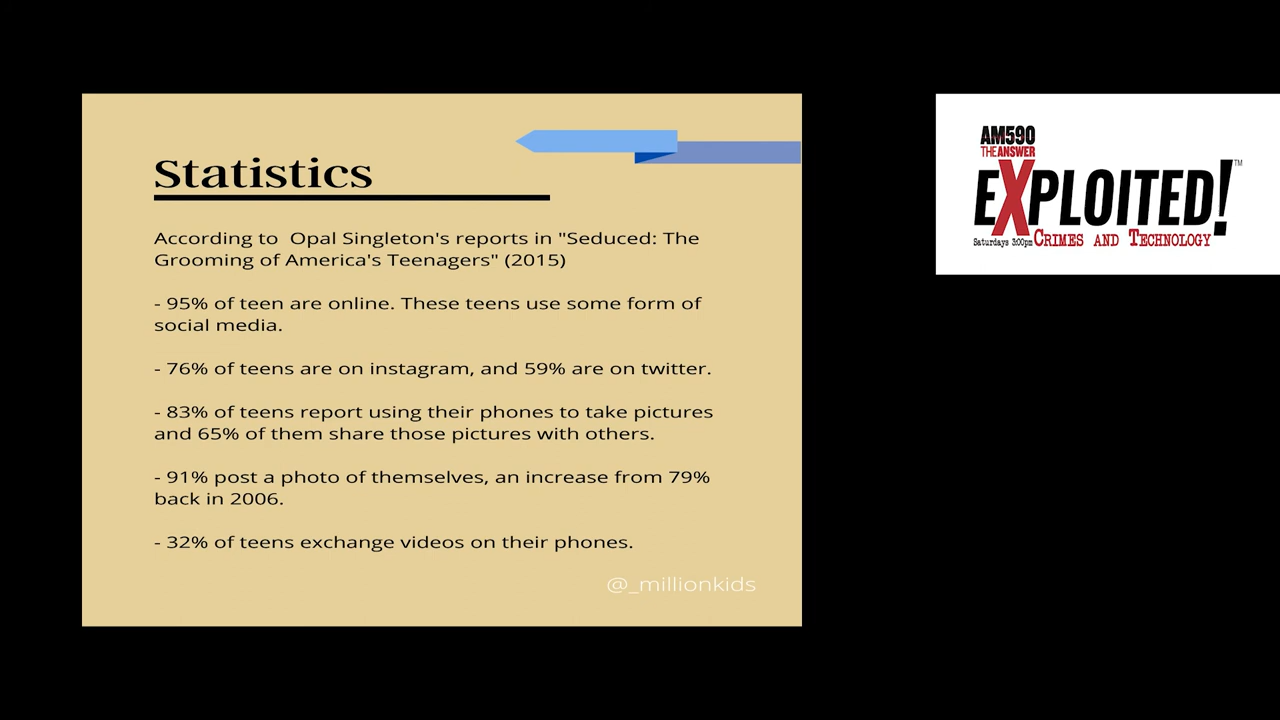 Statistics
According to  Opal Singleton's reports in "Seduced: The
Grooming of America's Teenagers" (2015)
- 95% of teen are online. These teens use some form of
social media.
- 76% of teens are on instagram, and 59% are on twitter.
- 83% of teens report using their phones to take pictures
and 65% of them share those pictures with others.
- 91% post a photo of themselves, an increase from 79%
back in 2006.
- 32% of teens exchange videos on their phones.
@_millionkids
AM590
THE ANSWER
EXPLOITED!™
Saturdays 3:00pm CRIMES AND TECHNOLOGY